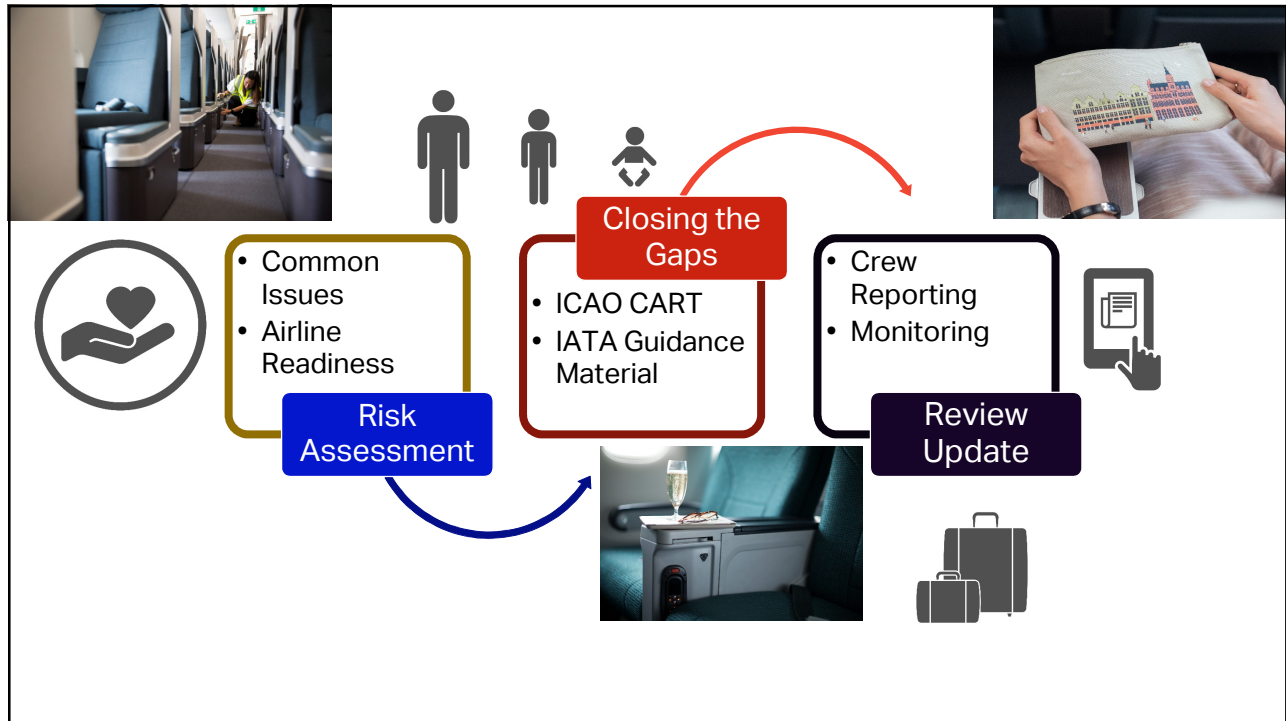 • Common
Issues
• Airline
Readiness
Risk
Assessment
Closing the
Gaps
• ICAO CART
• IATA Guidance
Material
• Crew
Reporting
• Monitoring
Review
Update